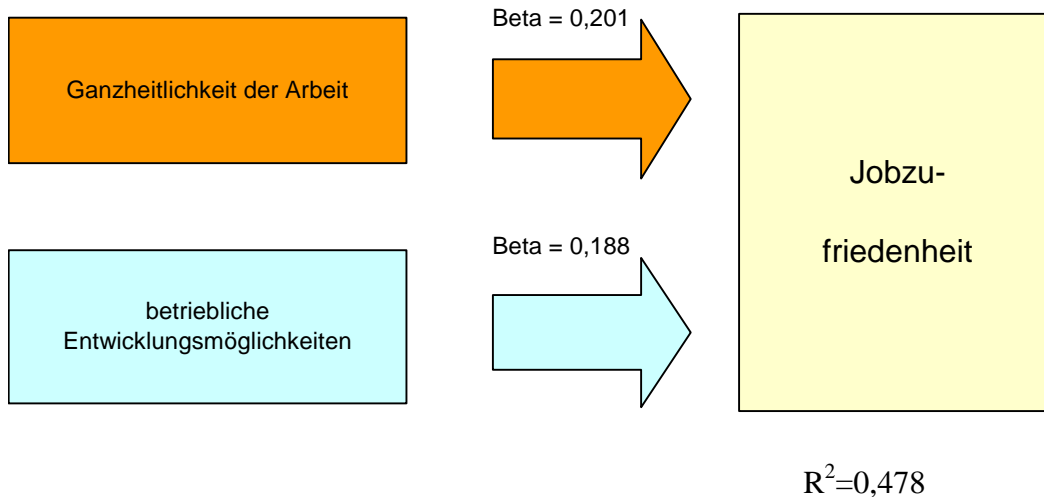 Beta = 0,201
Ganzheitlichkeit der Arbeit
Jobzu-
friedenheit
Beta = 0,188
betriebliche
Entwicklungsmöglichkeiten
R²=0,478